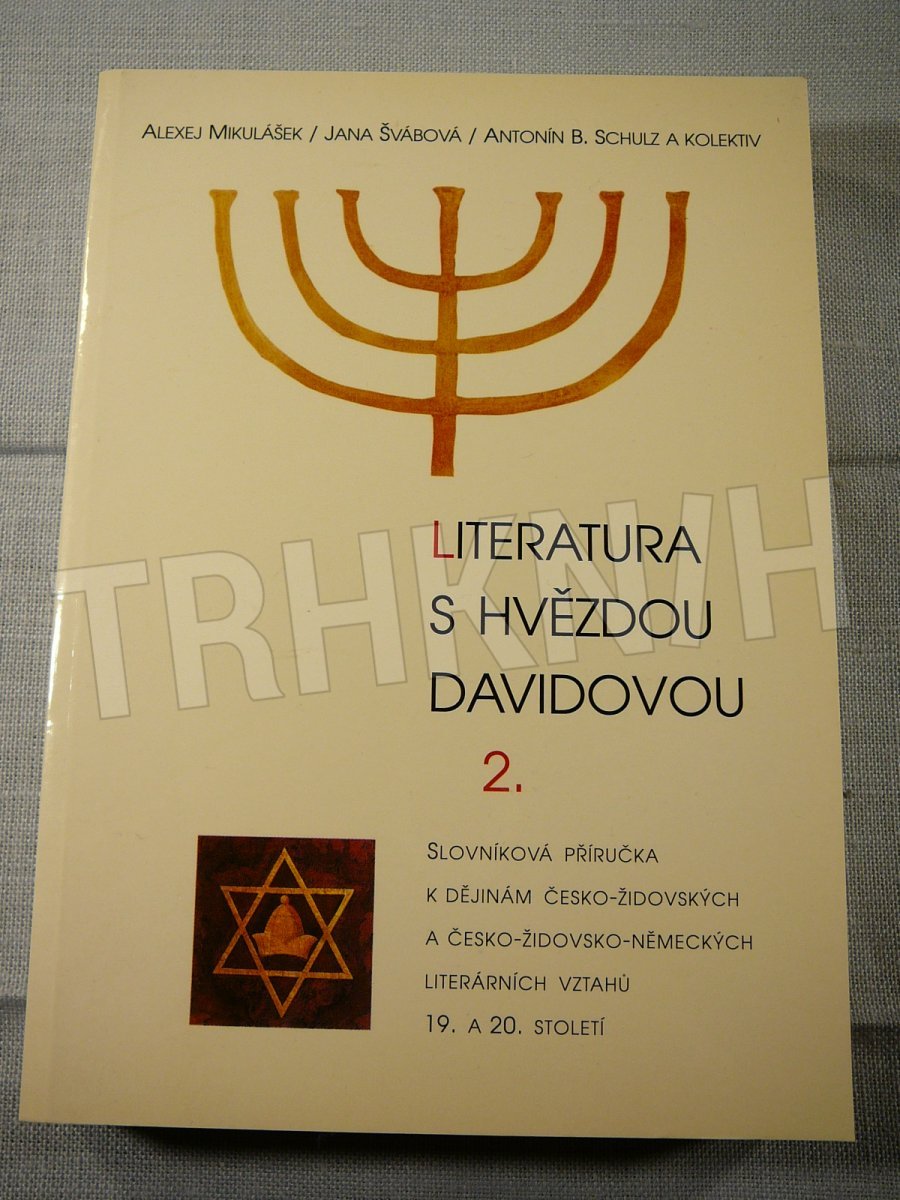 ALEXEJ MIKULÁŠEK / JANA ŠVÁBOVÁ / ANTONÍN B. SCHULZ A KOLEKTIV
LITERATURA
S HVĚZDOU
DAVIDOVOU
2.
SLOVNÍKOVÁ PŘÍRUČKA
K DĚJINÁM ČESKO-ŽIDOVSKÝCH
A ČESKO-ŽIDOVSKO-NĚMECKÝCH
LITERÁRNÍCH VZTAHŮ
19. A 20. STOLETÍ
TRHKNIH